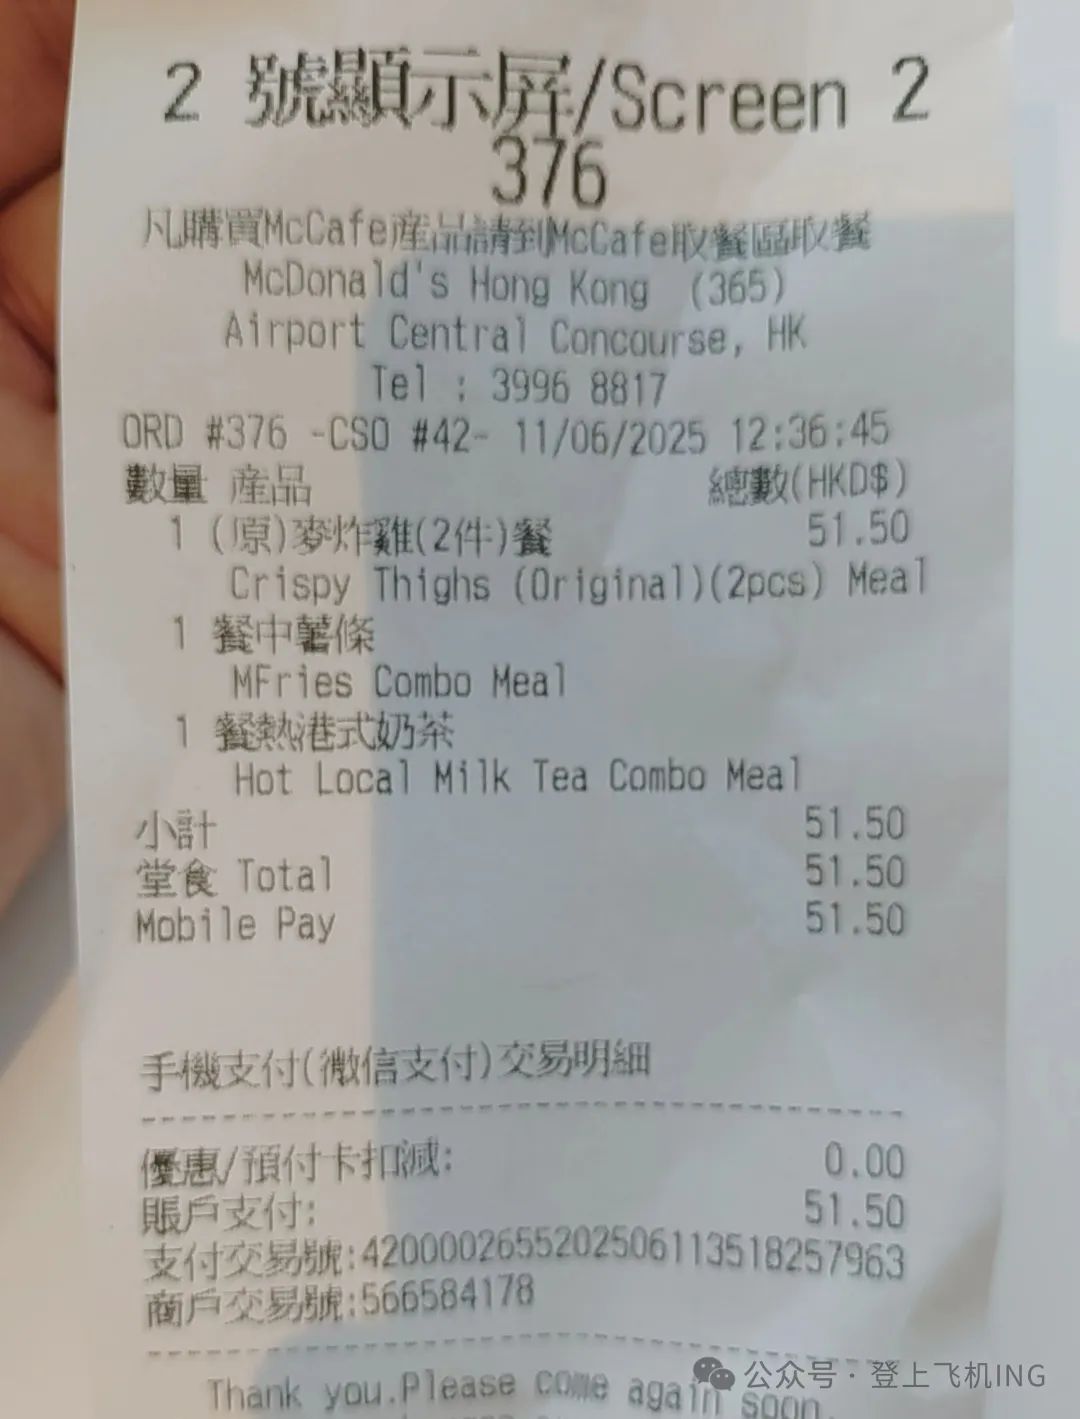 2 號顯示屏/Screen 2
376
凡購買McCafe產品請到McCafe取餐區取餐
McDonald's Hong Kong (365)
Airport Central Concourse, HK
Tel : 3996 8817
ORD #376 -CSO #42- 11/06/2025 12:36:45
數量 產品 總數(HKD$)
1 (原)麥炸雞(2件)餐 51.50
Crispy Thighs (Original)(2pcs) Meal
1 餐中薯條
MFries Combo Meal
1 餐熱港式奶茶
Hot Local Milk Tea Combo Meal
小計 51.50
堂食 Total 51.50
Mobile Pay 51.50
手機支付(微信支付)交易明細
優惠/預付卡扣減: 0.00
賬戶支付: 51.50
支付交易號:4200002655202506113518257963
商戶交易號:566584178
Thank you.Please come again soon.
公众号 · 登上飞机ING